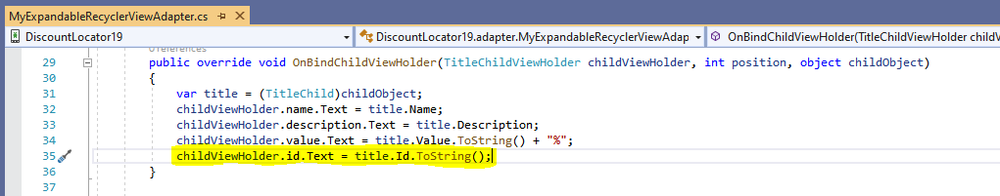 MyExpandableRecyclerViewAdapter.cs
DiscountLocator19 DiscountLocator19.adapter.MyExpandableRecyclerViewAdap OnBindChildViewHolder(TitleChildViewHolder childV
0 references
29 public override void OnBindChildViewHolder(TitleChildViewHolder childViewHolder, int position, object childObject)
30 {
31 var title = (TitleChild)childObject;
32 childViewHolder.name.Text = title.Name;
33 childViewHolder.description.Text = title.Description;
34 childViewHolder.value.Text = title.Value.ToString() + "%";
35 childViewHolder.id.Text = title.Id.ToString();
36 }
37